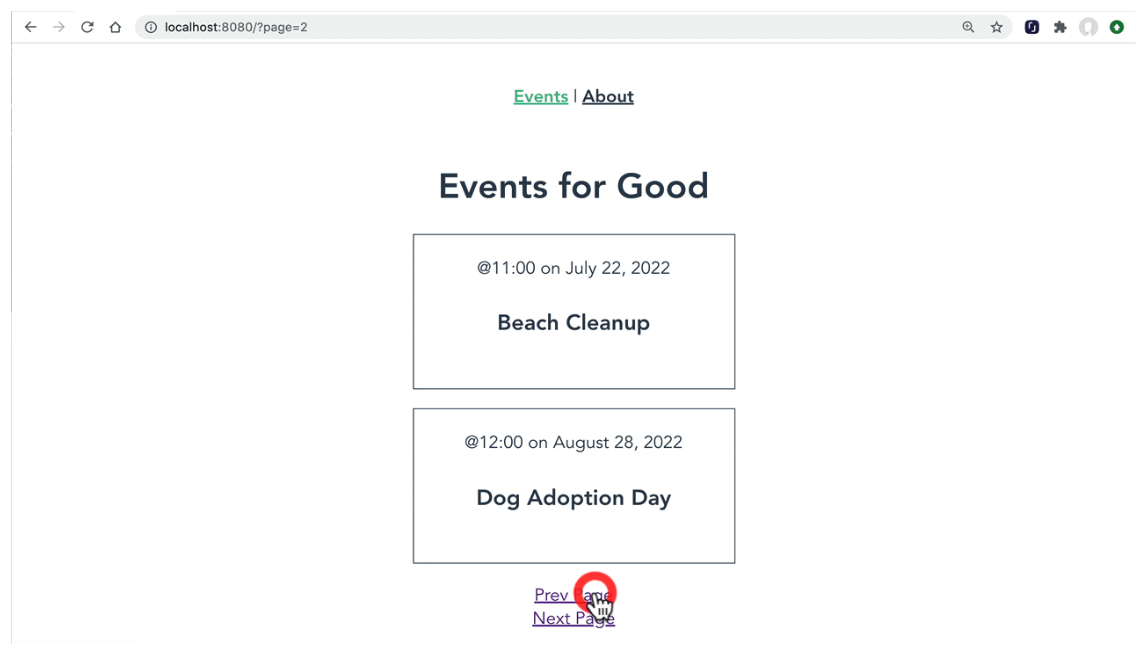 localhost:8080/?page=2
Events | About
Events for Good
@11:00 on July 22, 2022
Beach Cleanup
@12:00 on August 28, 2022
Dog Adoption Day
Prev Page
Next Page